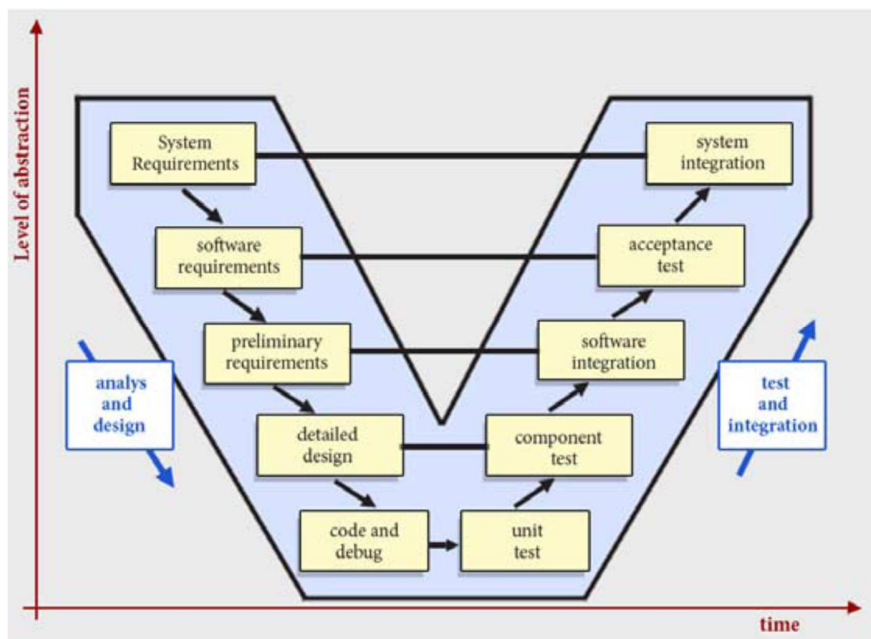 Level of abstraction
System
Requirements
system
integration
software
requirements
acceptance
test
preliminary
requirements
software
integration
analys
and
design
test
and
integration
detailed
design
component
test
code and
debug
unit
test
time